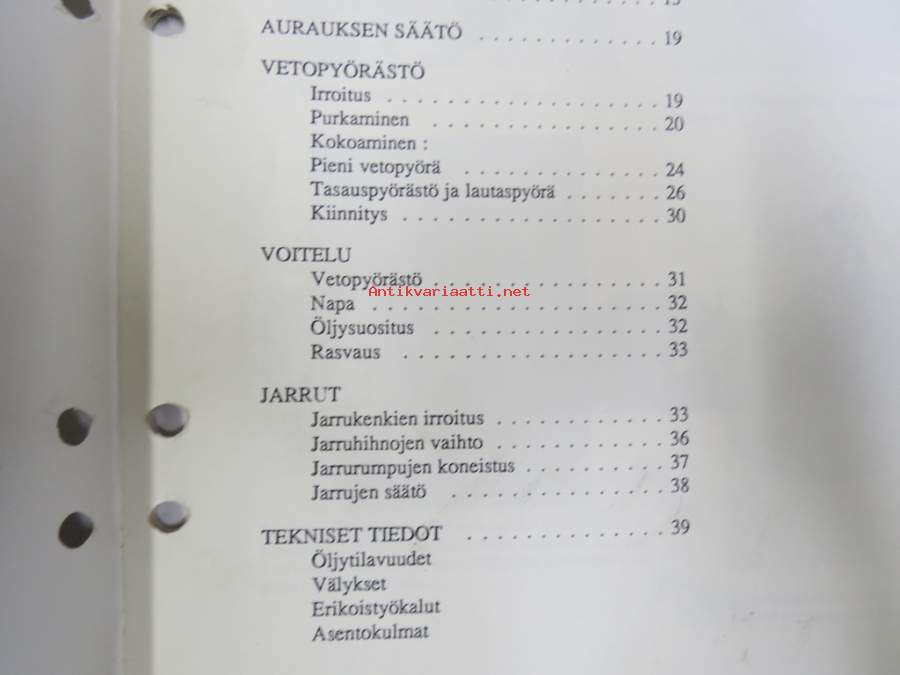 AURAUKSEN SÄÄTÖ . . . . . . . . . . . . . 19
VETOPYÖRÄSTÖ
Irroitus . . . . . . . . . . . . . . . . . . . 19
Purkaminen . . . . . . . . . . . . . . . . 20
Kokoaminen :
Pieni vetopyörä . . . . . . . . . . . . . . 24
Tasauspyörästö ja lautaspyörä . . . . . . . 26
Kiinnitys . . . . . . . . . . . . . . . . . . 30
VOITELU
Vetopyörästö . . . . . . . . . . . . . . . . 31
Antikvariaatti.net
Napa . . . . . . . . . . . . . . . . . . . . 32
Öljysuositus . . . . . . . . . . . . . . . . 32
Rasvaus . . . . . . . . . . . . . . . . . . 33
JARRUT
Jarrukenkien irroitus . . . . . . . . . . . . 33
Jarruhihnojen vaihto . . . . . . . . . . . . 36
Jarrurumpujen koneistus . . . . . . . . . . 37
Jarrujen säätö . . . . . . . . . . . . . . . 38
TEKNISET TIEDOT . . . . . . . . . . . . . . 39
Öljytilavuudet
Välykset
Erikoistyökalut
Asentokulmat